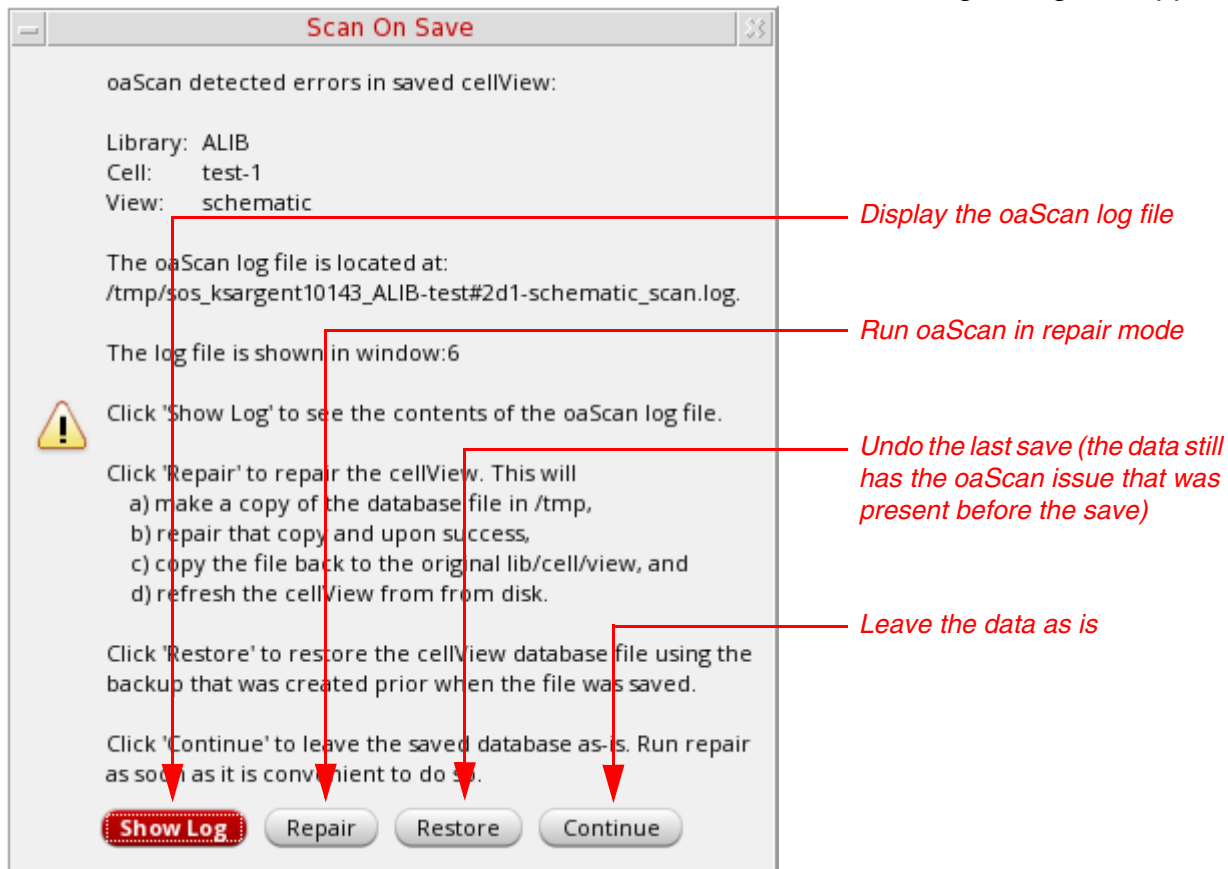 Scan On Save
oaScan detected errors in saved cellView:
Library: ALIB
Cell: test-1
View: schematic
The oaScan log file is located at:
/tmp/sos_ksargent10143_ALIB-test#2d1-schematic_scan.log.
The log file is shown in window:6
Click 'Show Log' to see the contents of the oaScan log file.
Click 'Repair' to repair the cellView. This will
a) make a copy of the database file in /tmp,
b) repair that copy and upon success,
c) copy the file back to the original lib/cell/view, and
d) refresh the cellView from from disk.
Click 'Restore' to restore the cellView database file using the
backup that was created prior when the file was saved.
Click 'Continue' to leave the saved database as-is. Run repair
as soon as it is convenient to do so.
Show Log Repair Restore Continue
Display the oaScan log file
Run oaScan in repair mode
Undo the last save (the data still
has the oaScan issue that was
present before the save)
Leave the data as is